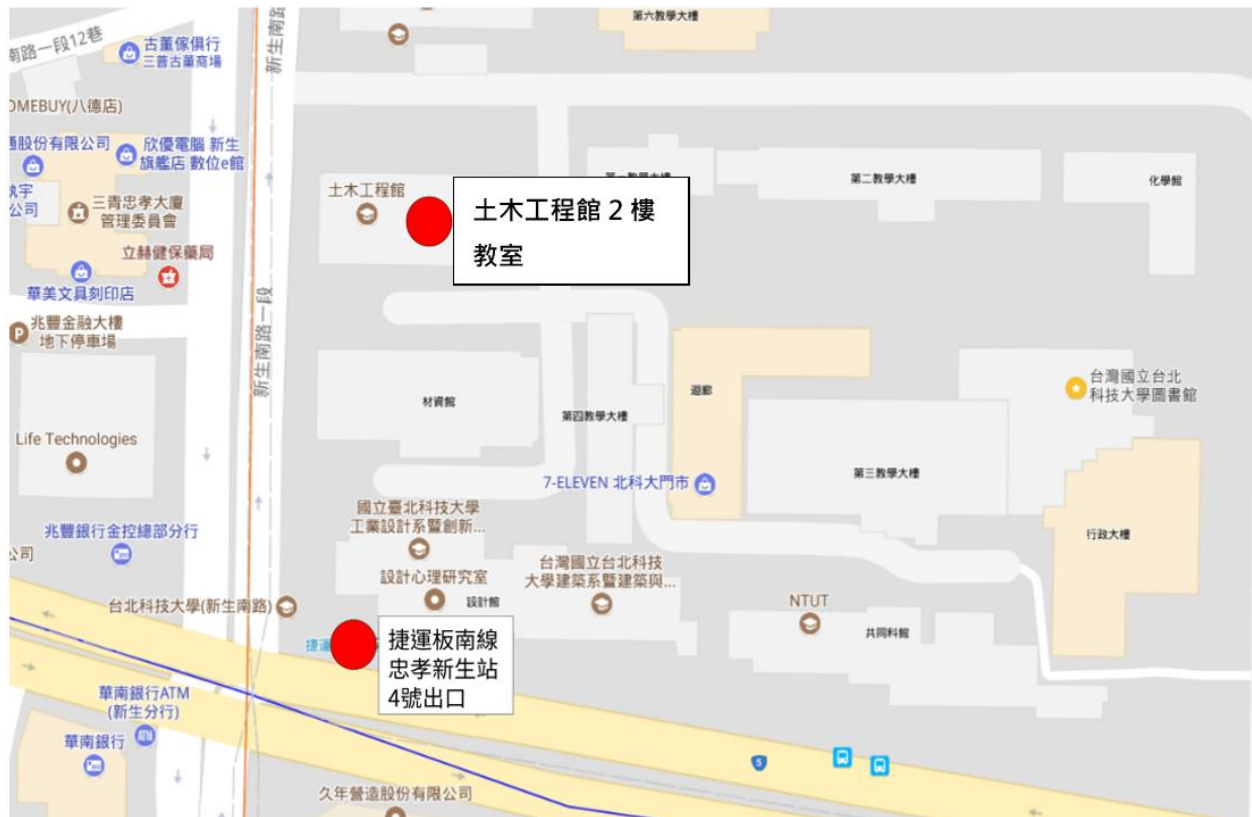 第六教學大樓
南路一段12巷
古董傢俱行
三普古董商場
新生南路
OMEBUY(八德店)
通股份有限公司
欣優電腦 新生
旗艦店 數位e館
公司
三青忠孝大廈
管理委員會
立赫健保藥局
華美文具刻印店
土木工程館
土木工程館 2 樓
教室
第二教學大樓
化學館
兆豐金融大樓
地下停車場
新生南路一段
材資館
第四教學大樓
迴廊
台灣國立台北
科技大學圖書館
Life Technologies
7-ELEVEN 北科大門市
第三教學大樓
行政大樓
國立臺北科技大學
工業設計系暨創新...
兆豐銀行金控總部分行
公司
設計心理研究室
設計館
台灣國立台北科技
大學建築系暨建築與...
NTUT
共同科館
台北科技大學(新生南路)
捷運
捷運板南線
忠孝新生站
4號出口
華南銀行ATM
(新生分行)
ATM
華南銀行
5
久年營造股份有限公司
P